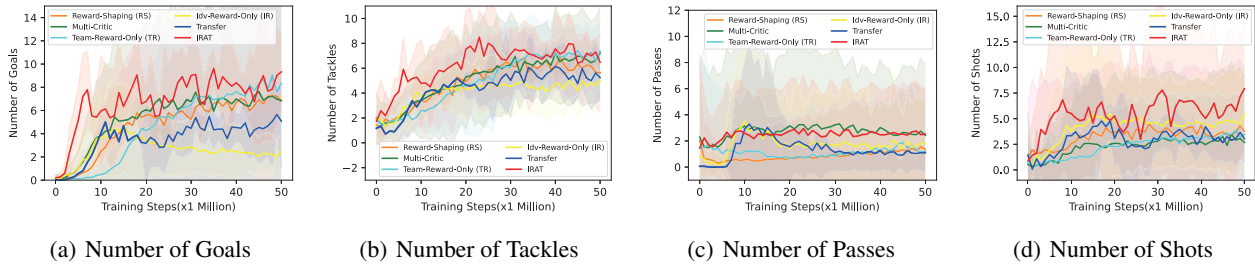 Reward-Shaping (RS)
Multi-Critic
Team-Reward-Only (TR)
Idv-Reward-Only (IR)
Transfer
IRAT
Number of Goals
14
12
10
8
6
4
2
0
0 10 20 30 40 50
Training Steps(x1 Million)
(a) Number of Goals
Number of Tackles
10
8
6
4
2
0
−2
Reward-Shaping (RS)
Multi-Critic
Team-Reward-Only (TR)
Idv-Reward-Only (IR)
Transfer
IRAT
0 10 20 30 40 50
Training Steps(x1 Million)
(b) Number of Tackles
Reward-Shaping (RS)
Multi-Critic
Team-Reward-Only (TR)
Idv-Reward-Only (IR)
Transfer
IRAT
Number of Passes
10
8
6
4
2
0
0 10 20 30 40 50
Training Steps(x1 Million)
(c) Number of Passes
Reward-Shaping (RS)
Multi-Critic
Team-Reward-Only (TR)
Idv-Reward-Only (IR)
Transfer
IRAT
Number of Shots
15.0
12.5
10.0
7.5
5.0
2.5
0.0
0 10 20 30 40 50
Training Steps(x1 Million)
(d) Number of Shots